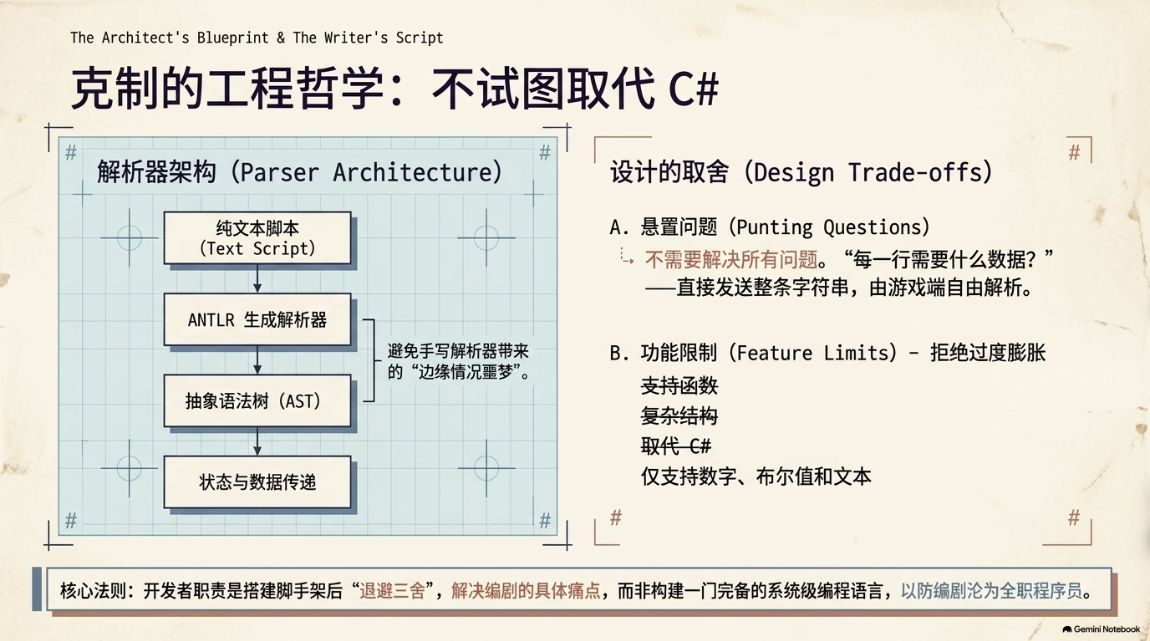 The Architect's Blueprint & The Writer's Script
克制的工程哲学：不试图取代 C#
# #
解析器架构（Parser Architecture）
纯文本脚本
（Text Script）
ANTLR 生成解析器
抽象语法树（AST）
状态与数据传递
避免手写解析器带来
的“边缘情况噩梦”。
# #
#
设计的取舍（Design Trade-offs）
A. 悬置问题（Punting Questions）
不需要解决所有问题。“每一行需要什么数据？”
——直接发送整条字符串，由游戏端自由解析。
B. 功能限制（Feature Limits）- 拒绝过度膨胀
支持函数
复杂结构
取代 C#
仅支持数字、布尔值和文本
# #
核心法则：开发者职责是搭建脚手架后“退避三舍”，解决编剧的具体痛点，而非构建一门完备的系统级编程语言，以防编剧沦为全职程序员。
Gemini Notebook